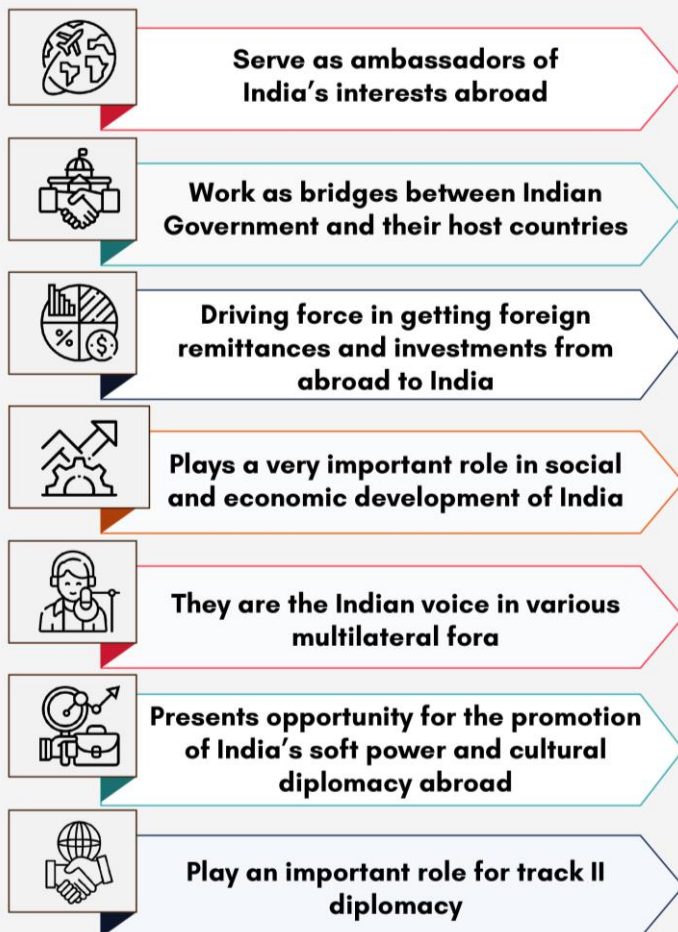 Serve as ambassadors of
India's interests abroad
Work as bridges between Indian
Government and their host countries
Driving force in getting foreign
remittances and investments from
abroad to India
Plays a very important role in social
and economic development of India
They are the Indian voice in various
multilateral fora
Presents opportunity for the promotion
of India's soft power and cultural
diplomacy abroad
Play an important role for track II
diplomacy